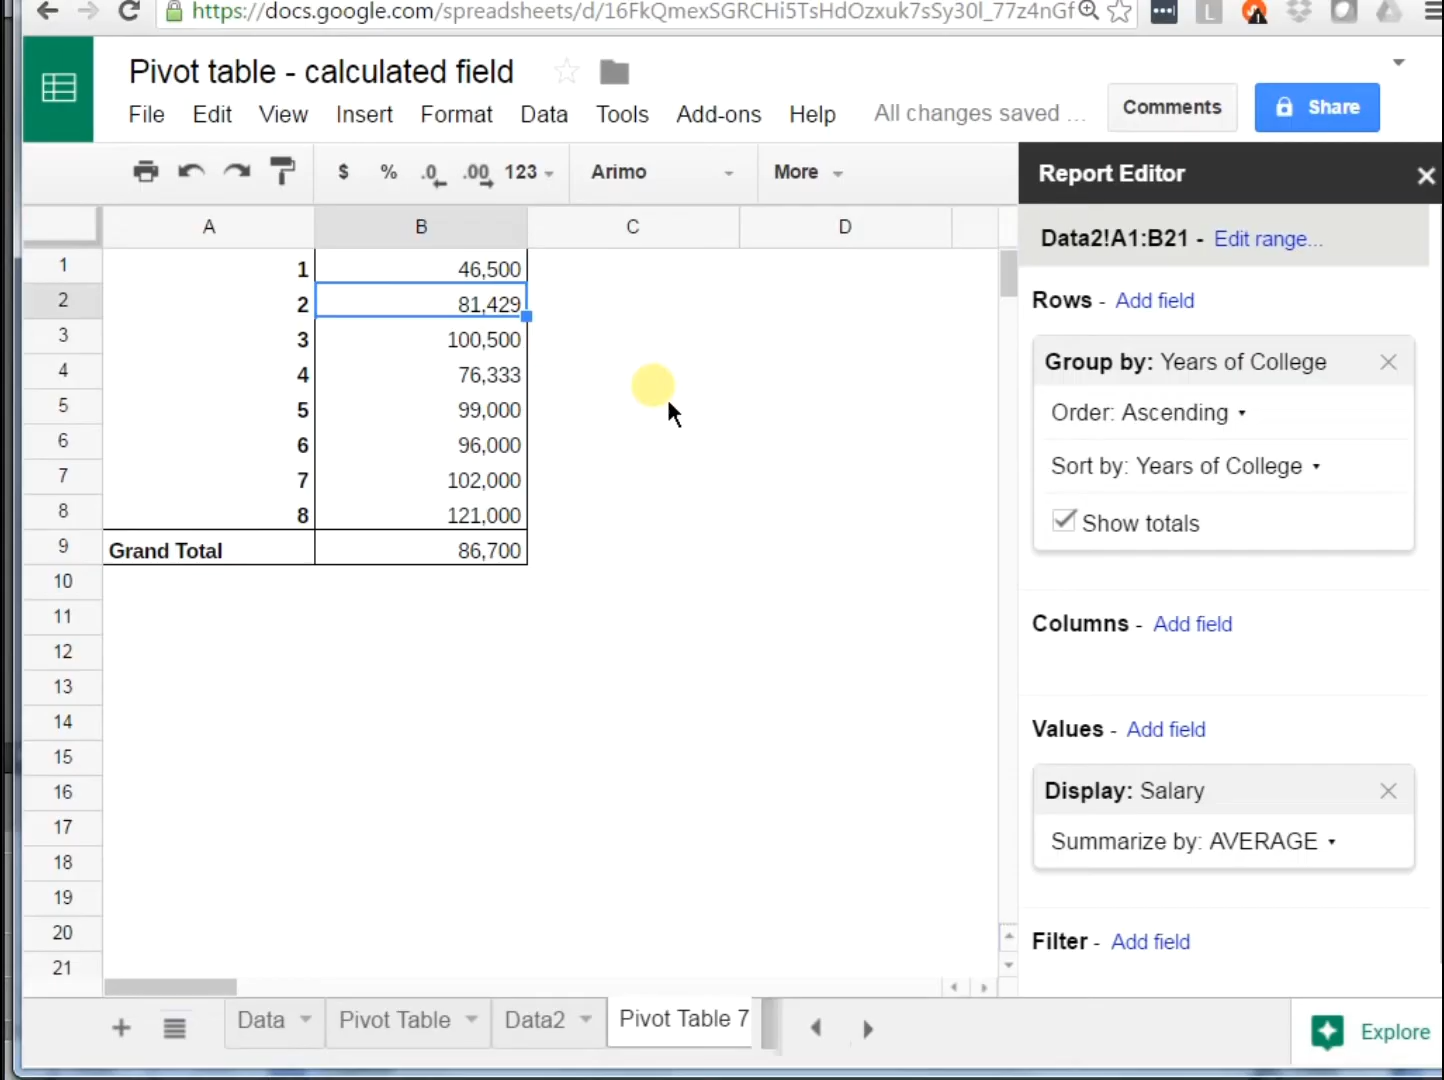 https://docs.google.com/spreadsheets/d/16FkQmexSGRCHi5TsHdOzxuk7sSy30l_77z4nGf
Pivot table - calculated field
File Edit View Insert Format Data Tools Add-ons Help All changes saved ...
Comments
Share
$ % .0 .00 123 Arimo More
Report Editor
A B C D
Data2!A1:B21 - Edit range...
1 1 46,500
2 2 81,429
3 3 100,500
4 4 76,333
5 5 99,000
6 6 96,000
7 7 102,000
8 8 121,000
9 Grand Total 86,700
10
11
12
13
14
15
16
17
18
19
20
21
Rows - Add field
Group by: Years of College
Order: Ascending
Sort by: Years of College
Show totals
Columns - Add field
Values - Add field
Display: Salary
Summarize by: AVERAGE
Filter - Add field
Data Pivot Table Data2 Pivot Table 7
Explore